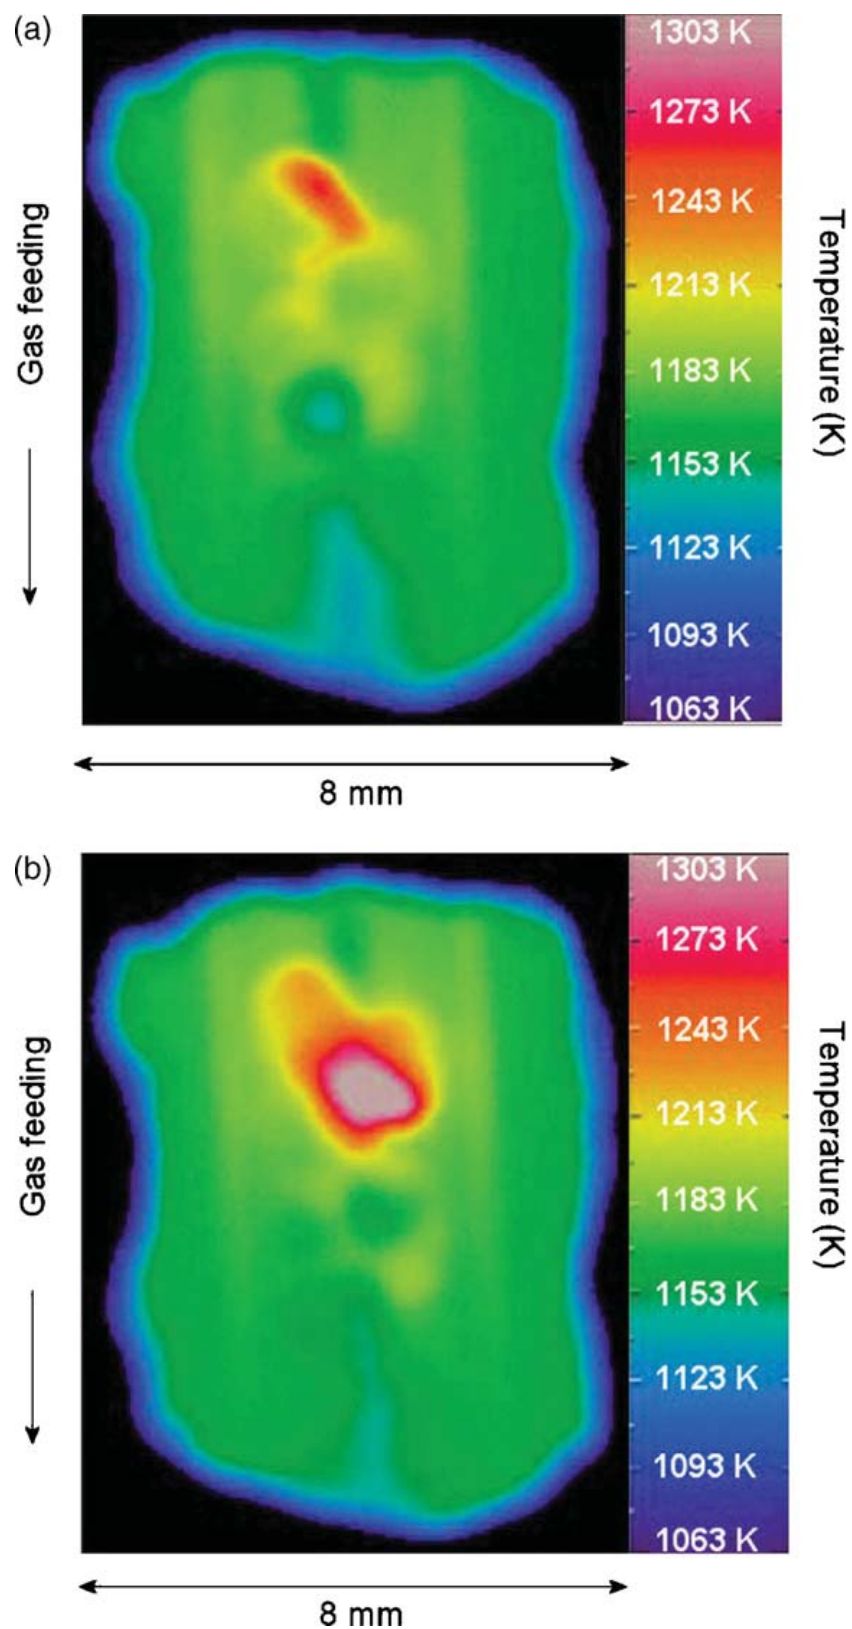 (a)
Gas feeding
1303 K
1273 K
1243 K
1213 K
1183 K
1153 K
1123 K
1093 K
1063 K
Temperature (K)
8 mm
(b)
Gas feeding
1303 K
1273 K
1243 K
1213 K
1183 K
1153 K
1123 K
1093 K
1063 K
Temperature (K)
8 mm